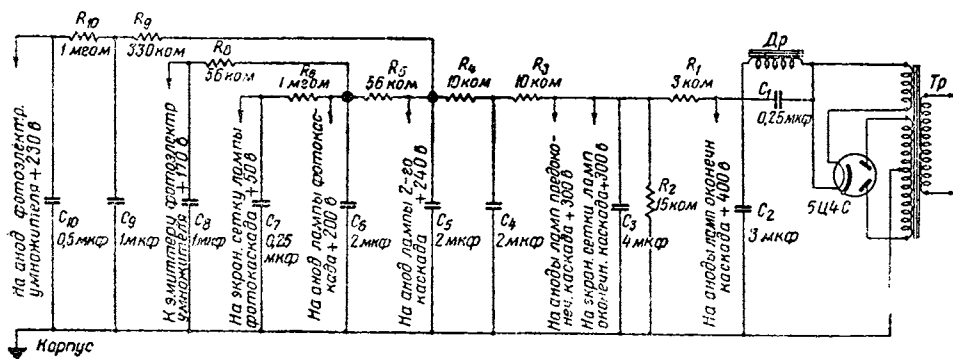 R10
1 мгом
R9
330 ком
R8
56 ком
R6
1 мгом
R5
56 ком
R4
10 ком
R3
10 ком
R1
3 ком
Др
C1
0,25 мкф
Тр
5Ц4С
На анод фотоэлектр.
умножителя +230 в
C10
0,5 мкф
C9
1 мкф
К эмиттеру фотоэлектр
умножителя +170 в
C8
1 мкф
На экран. сетку лампы
фотокаскада +50 в
C7
0,25
мкф
На анод лампы фотокас-
када +200 в
C6
2 мкф
На анод лампы 2-го
каскада +240 в
C5
2 мкф
C4
2 мкф
На аноды ламп предоко-
неч. каскада +300 в
На экран. сетки ламп
оконечн. каскада +300 в
C3
4 мкф
R2
15 ком
На аноды ламп оконечн
каскада +400 в
C2
3 мкф
Корпус